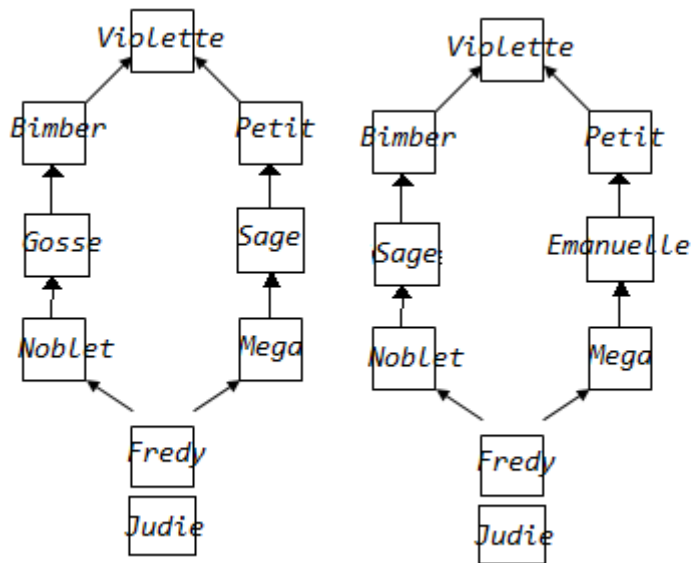 Violette
Bimber
Petit
Gosse
Sage
Noblet
Mega
Fredy
Judie
Violette
Bimber
Petit
Sage
Emanuelle
Noblet
Mega
Fredy
Judie